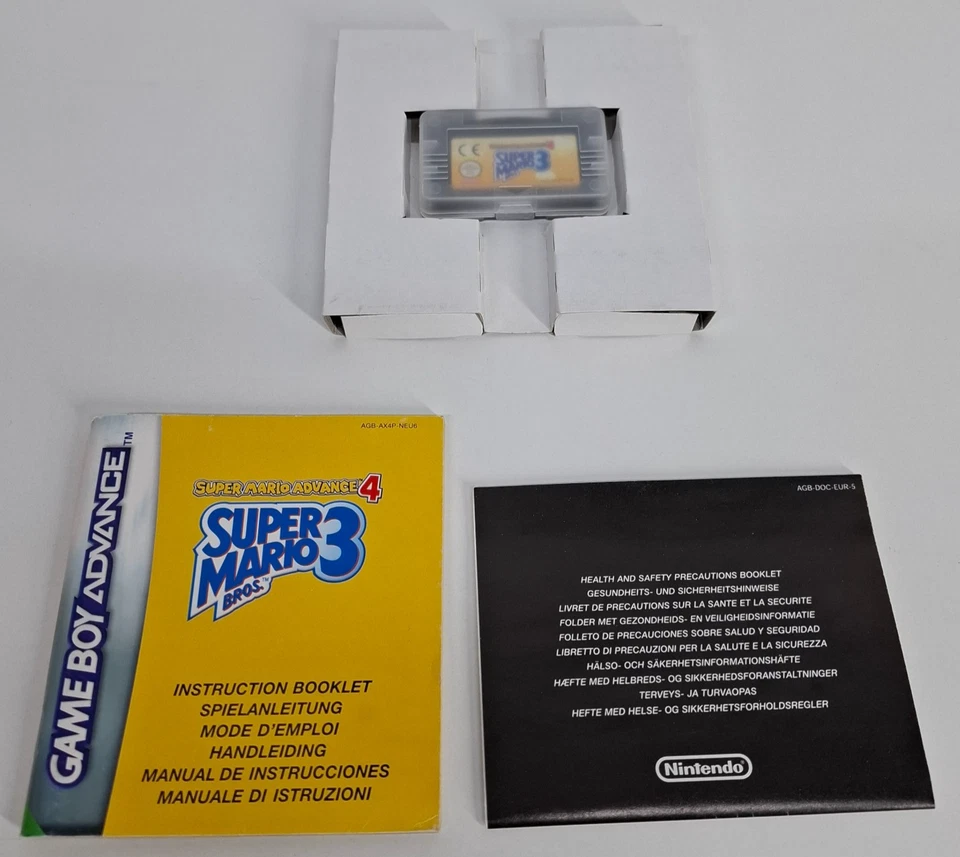 CE
SUPER
MARIO 3
AGB-AX4P-NEU6
GAME BOY ADVANCE™
SUPER MARIO ADVANCE 4
SUPER
MARIO 3
BROS.™
INSTRUCTION BOOKLET
SPIELANLEITUNG
MODE D'EMPLOI
HANDLEIDING
MANUAL DE INSTRUCCIONES
MANUALE DI ISTRUZIONI
AGB-DOC-EUR-5
HEALTH AND SAFETY PRECAUTIONS BOOKLET
GESUNDHEITS- UND SICHERHEITSHINWEISE
LIVRET DE PRECAUTIONS SUR LA SANTE ET LA SECURITE
FOLDER MET GEZONDHEIDS- EN VEILIGHEIDSINFORMATIE
FOLLETO DE PRECAUCIONES SOBRE SALUD Y SEGURIDAD
LIBRETTO DI PRECAUZIONI PER LA SALUTE E LA SICUREZZA
HÄLSO- OCH SÄKERHETSINFORMATIONSHÄFTE
HÆFTE MED HELBREDS- OG SIKKERHEDSFORANSTALTNINGER
TERVEYS- JA TURVAOPAS
HEFTE MED HELSE- OG SIKKERHETSFORHOLDSREGLER
Nintendo®